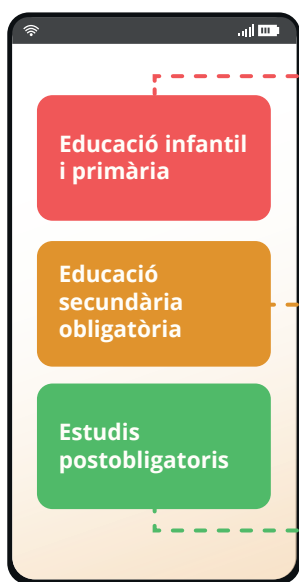 Educació infantil
i primària
Educació
secundària
obligatòria
Estudis
postobligatoris